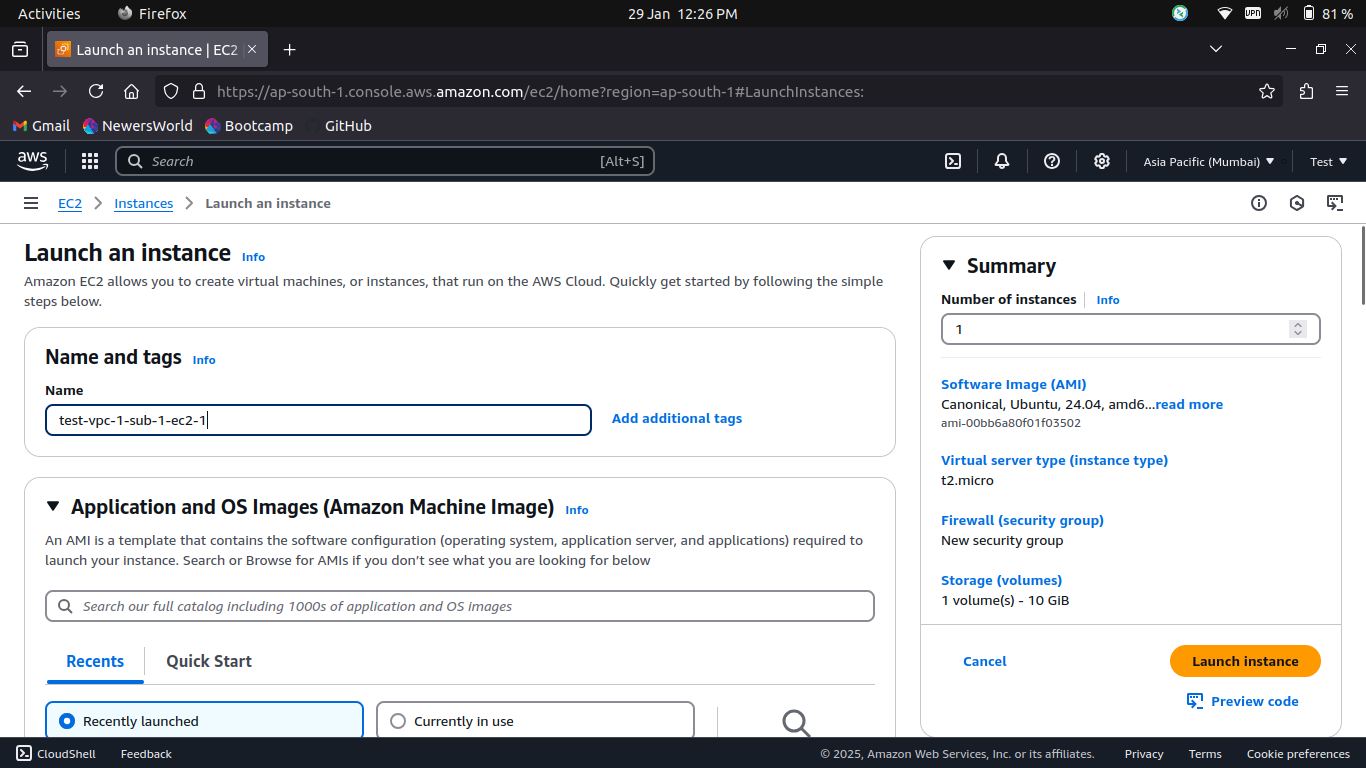 Activities Firefox 29 Jan 12:26 PM VPN 81 %
Launch an instance | EC2
https://ap-south-1.console.aws.amazon.com/ec2/home?region=ap-south-1#LaunchInstances:
Gmail NewersWorld Bootcamp GitHub
aws Search [Alt+S] Asia Pacific (Mumbai) Test
EC2 Instances Launch an instance
Launch an instance Info
Amazon EC2 allows you to create virtual machines, or instances, that run on the AWS Cloud. Quickly get started by following the simple
steps below.
Name and tags Info
Name
test-vpc-1-sub-1-ec2-1
Add additional tags
Application and OS Images (Amazon Machine Image) Info
An AMI is a template that contains the software configuration (operating system, application server, and applications) required to
launch your instance. Search or Browse for AMIs if you don’t see what you are looking for below
Search our full catalog including 1000s of application and OS images
Recents Quick Start
Recently launched Currently in use
Summary
Number of instances Info
1
Software Image (AMI)
Canonical, Ubuntu, 24.04, amd6...read more
ami-00bb6a80f01f03502
Virtual server type (instance type)
t2.micro
Firewall (security group)
New security group
Storage (volumes)
1 volume(s) - 10 GiB
Cancel Launch instance
Preview code
CloudShell Feedback © 2025, Amazon Web Services, Inc. or its affiliates. Privacy Terms Cookie preferences